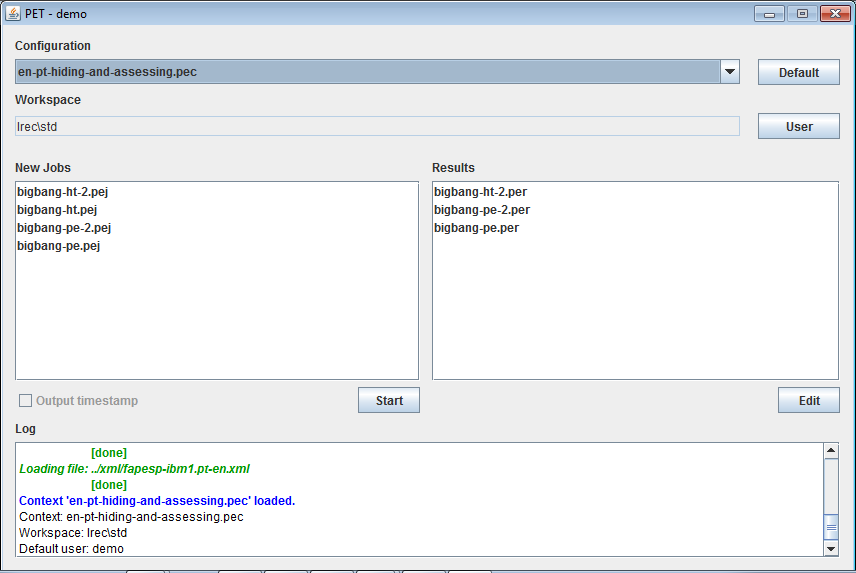 PET - demo
Configuration
en-pt-hiding-and-assessing.pec
Default
Workspace
lrec\std
User
New Jobs
Results
bigbang-ht-2.pej
bigbang-ht.pej
bigbang-pe-2.pej
bigbang-pe.pej
bigbang-ht-2.per
bigbang-pe-2.per
bigbang-pe.per
Output timestamp
Start
Edit
Log
[done]
Loading file: ../xml/fapesp-ibm1.pt-en.xml
[done]
Context 'en-pt-hiding-and-assessing.pec' loaded.
Context: en-pt-hiding-and-assessing.pec
Workspace: lrec\std
Default user: demo